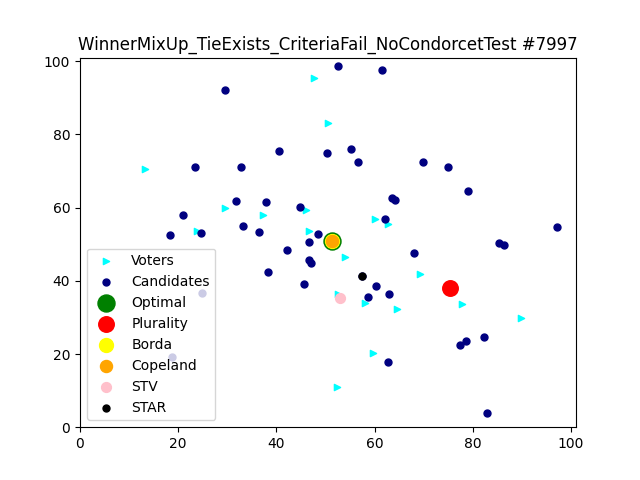 WinnerMixUp_TieExists_CriteriaFail_NoCondorcetTest #7997
100
80
60
40
20
0
Voters
Candidates
Optimal
Plurality
Borda
Copeland
STV
STAR
0 20 40 60 80 100